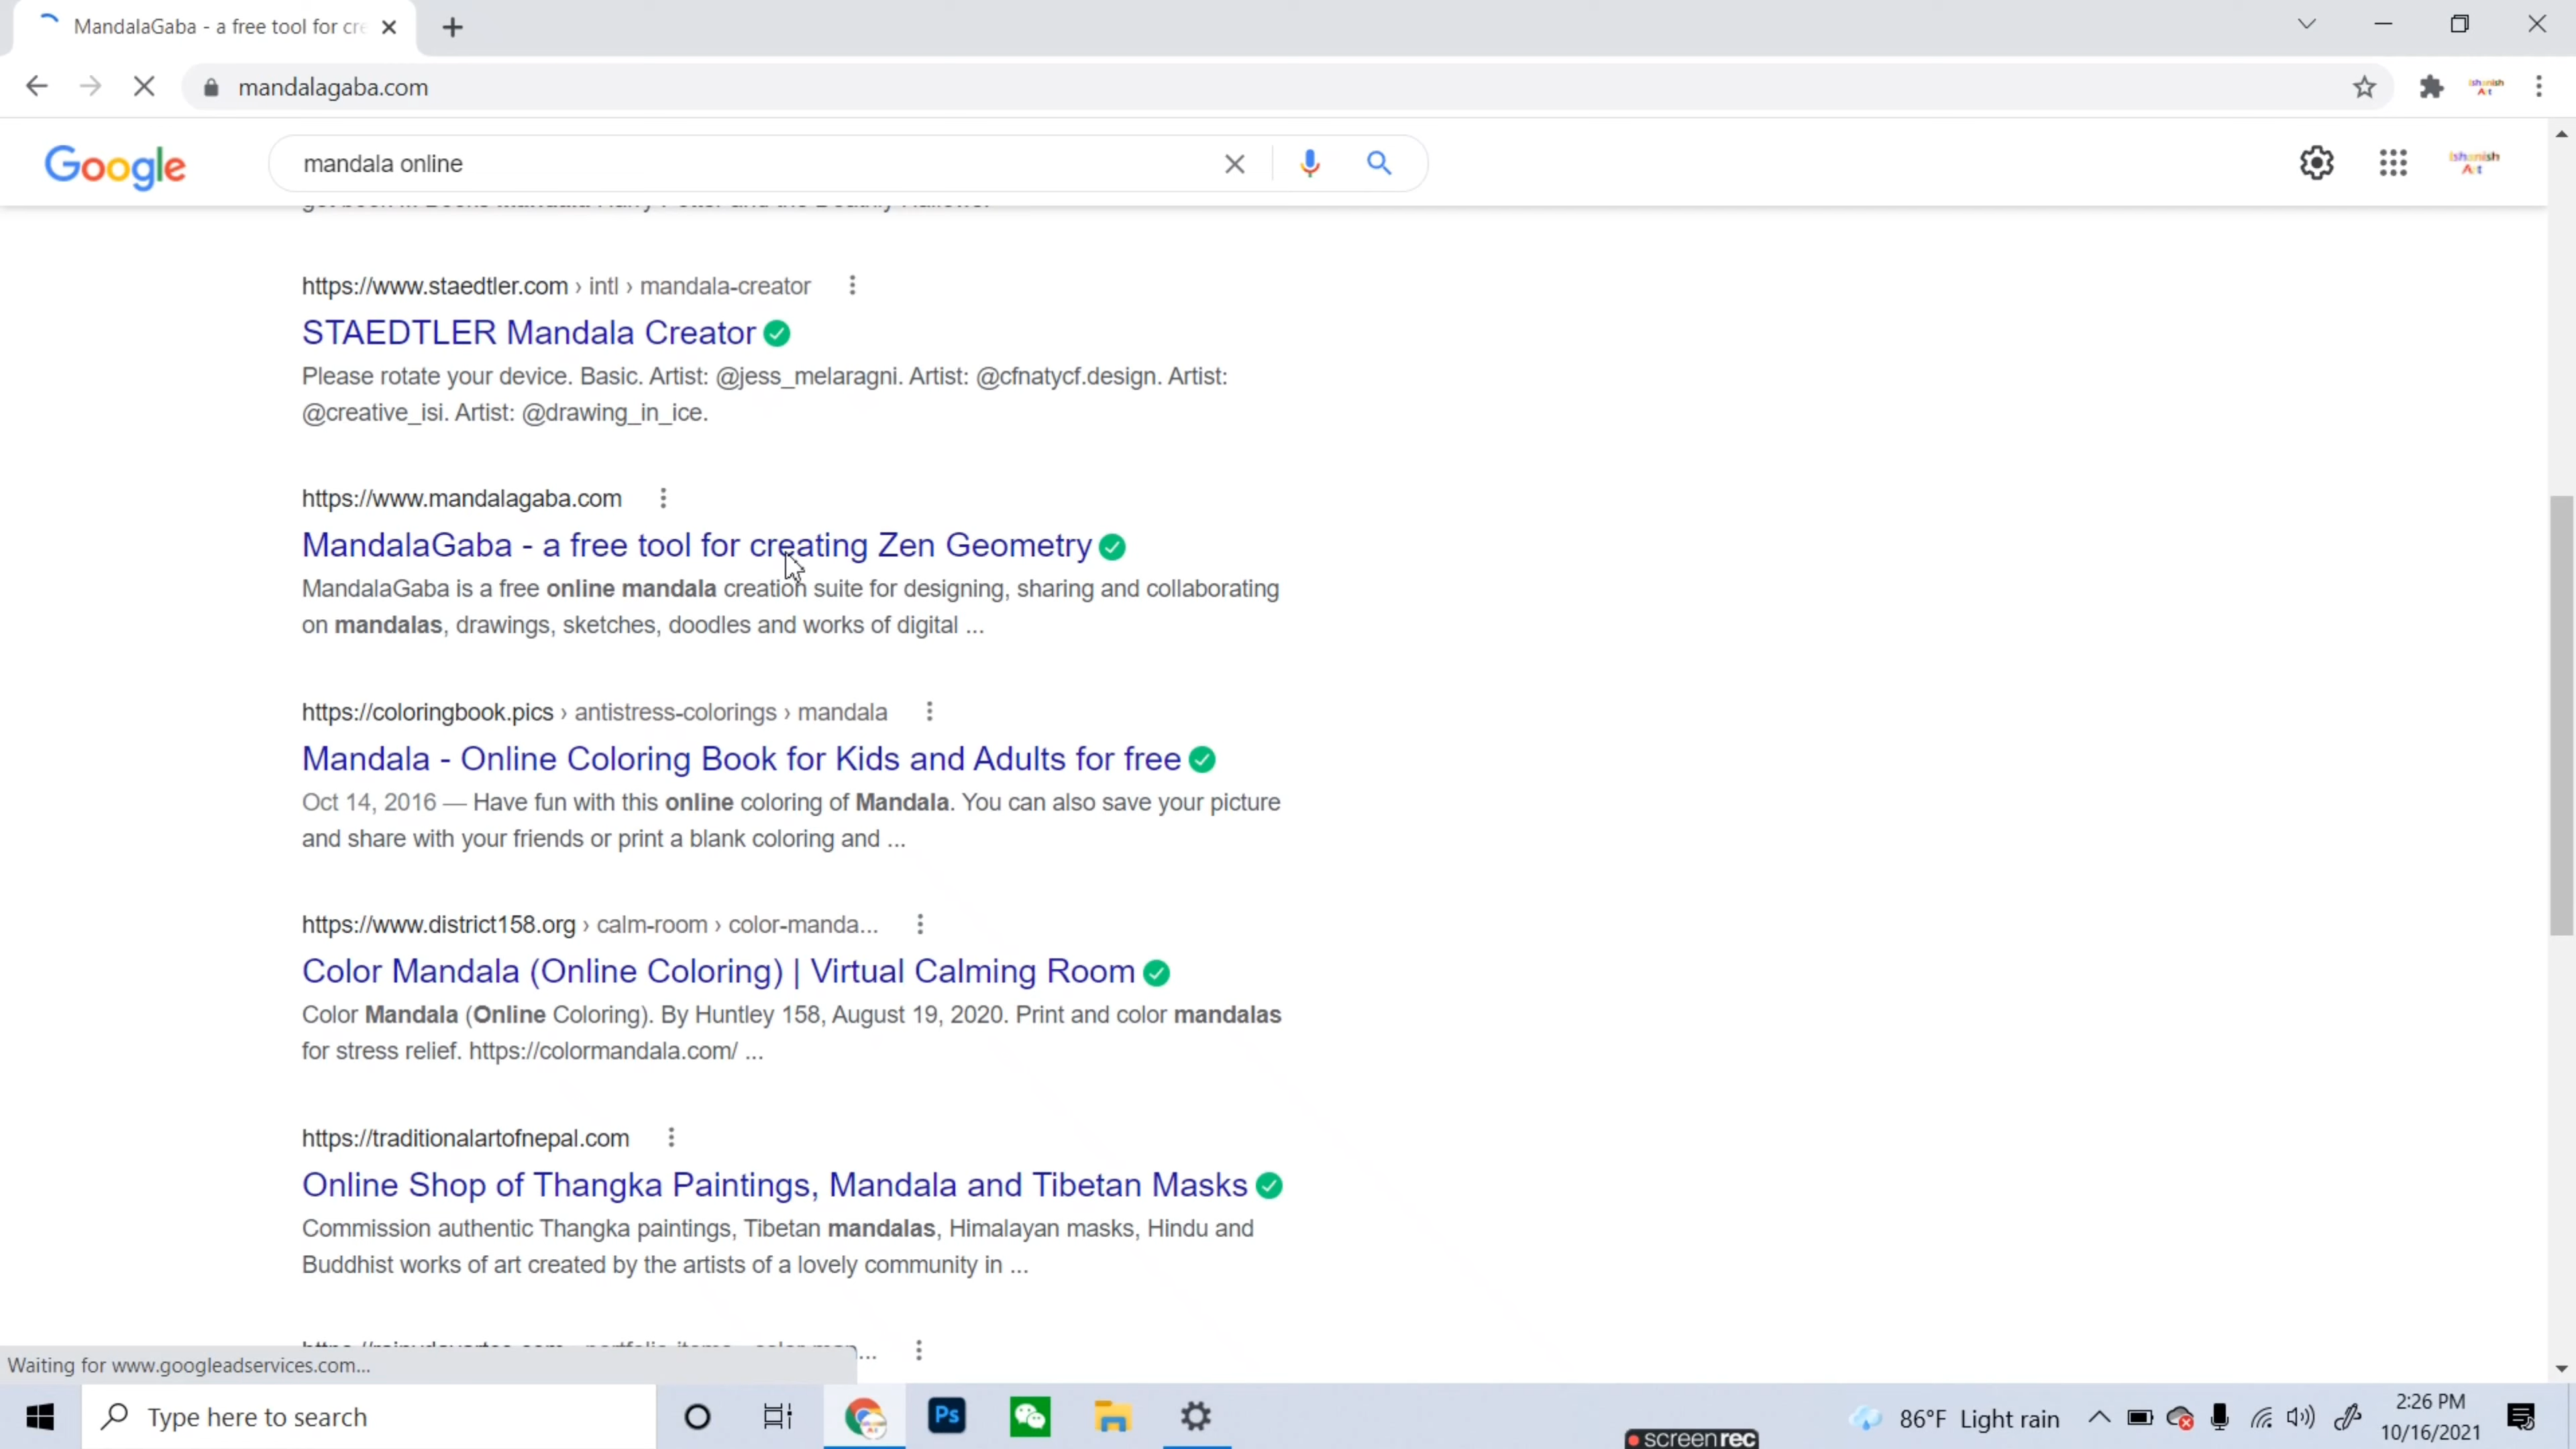 MandalaGaba - a free tool for cre
mandalagaba.com
Ishanish
Art
Google
mandala online
Ishanish
Art
https://www.staedtler.com › intl › mandala-creator
STAEDTLER Mandala Creator
Please rotate your device. Basic. Artist: @jess_melaragni. Artist: @cfnatycf.design. Artist:
@creative_isi. Artist: @drawing_in_ice.
https://www.mandalagaba.com
MandalaGaba - a free tool for creating Zen Geometry
MandalaGaba is a free online mandala creation suite for designing, sharing and collaborating
on mandalas, drawings, sketches, doodles and works of digital ...
https://coloringbook.pics › antistress-colorings › mandala
Mandala - Online Coloring Book for Kids and Adults for free
Oct 14, 2016 — Have fun with this online coloring of Mandala. You can also save your picture
and share with your friends or print a blank coloring and ...
https://www.district158.org › calm-room › color-manda...
Color Mandala (Online Coloring) | Virtual Calming Room
Color Mandala (Online Coloring). By Huntley 158, August 19, 2020. Print and color mandalas
for stress relief. https://colormandala.com/ ...
https://traditionalartofnepal.com
Online Shop of Thangka Paintings, Mandala and Tibetan Masks
Commission authentic Thangka paintings, Tibetan mandalas, Himalayan masks, Hindu and
Buddhist works of art created by the artists of a lovely community in ...
Waiting for www.googleadservices.com...
Type here to search
Ps
screenrec
86°F Light rain
2:26 PM
10/16/2021